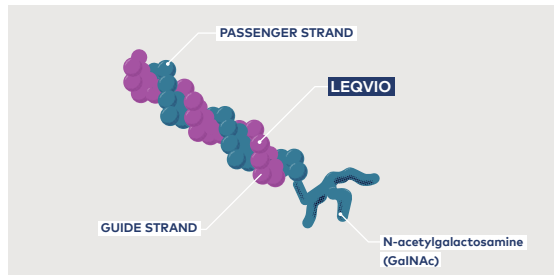 PASSENGER STRAND
LEQVIO
GUIDE STRAND
N-acetylgalactosamine
(GalNAc)